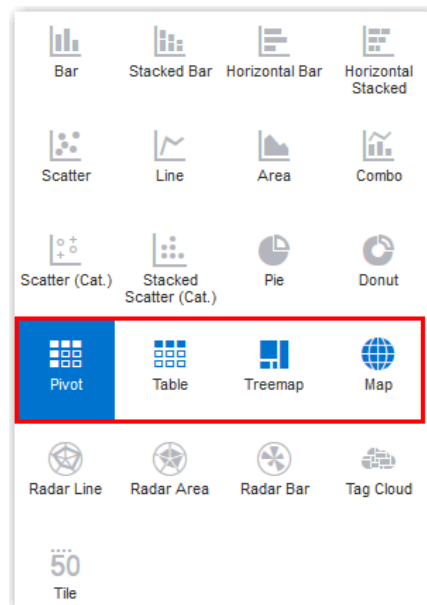 Bar
Stacked Bar
Horizontal Bar
Horizontal
Stacked
Scatter
Line
Area
Combo
Scatter (Cat.)
Stacked
Scatter (Cat.)
Pie
Donut
Pivot
Table
Treemap
Map
Radar Line
Radar Area
Radar Bar
Tag Cloud
50
Tile